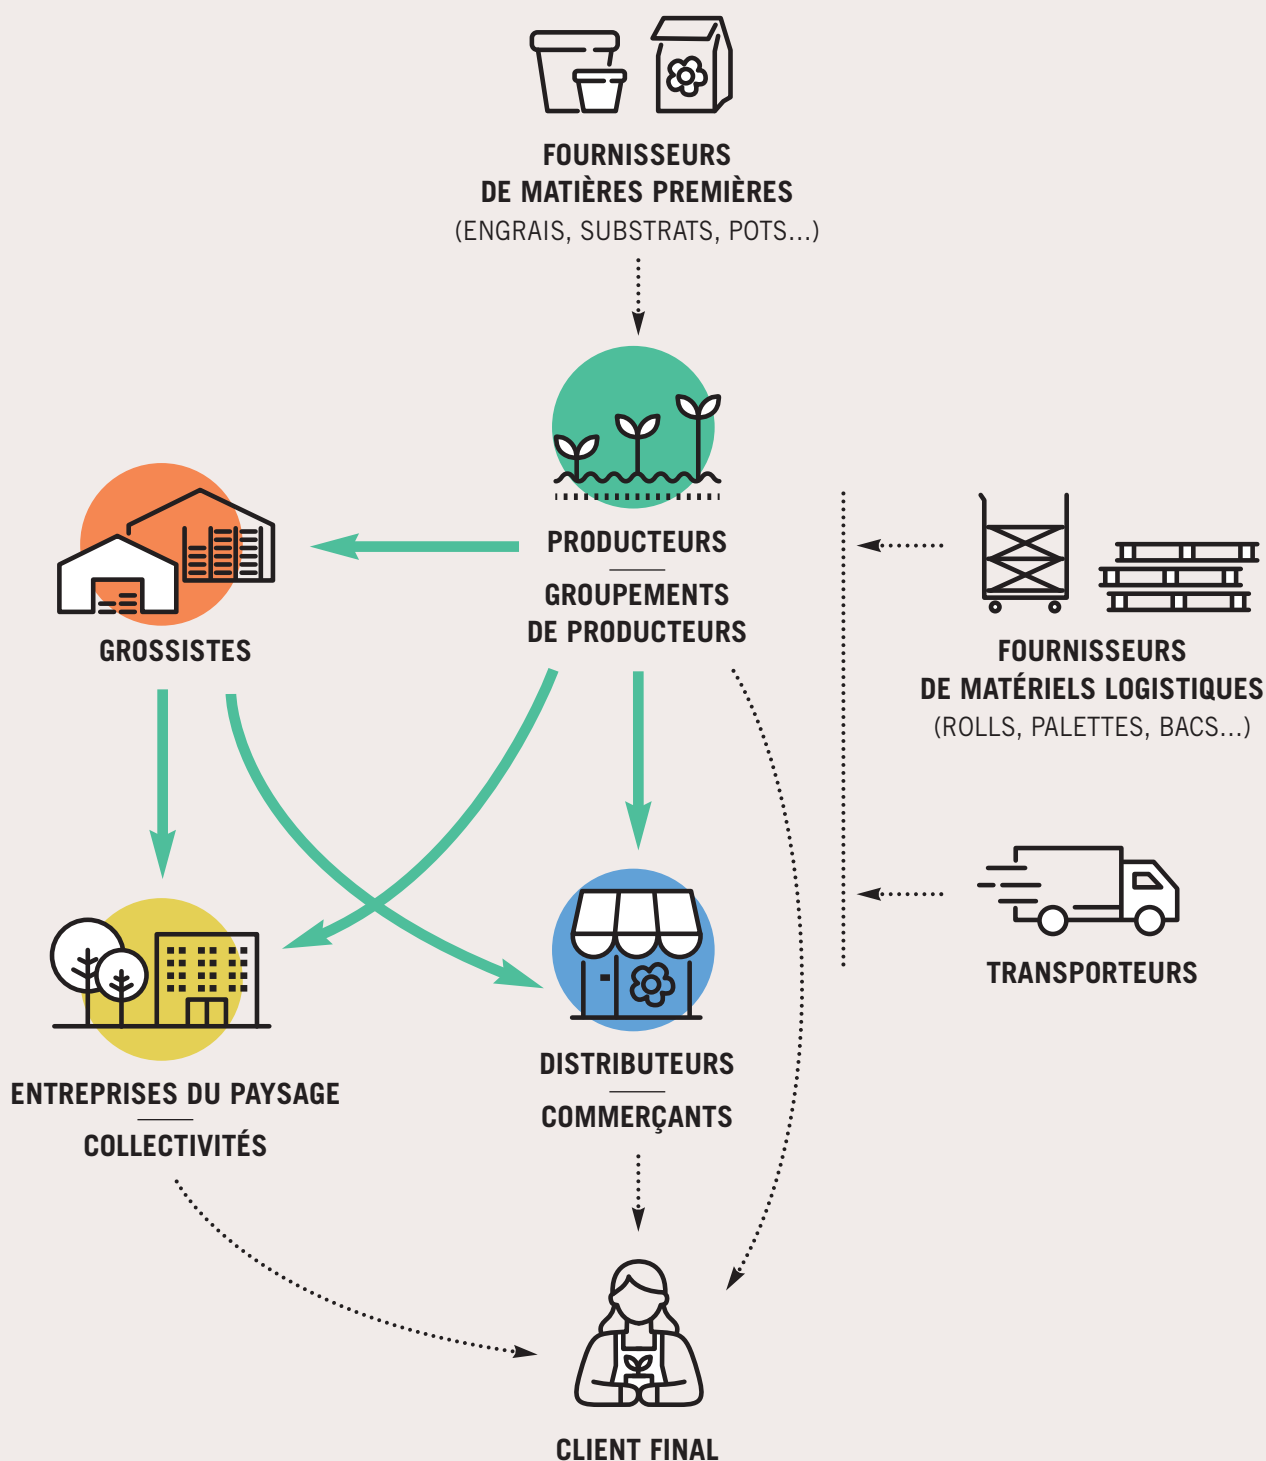 FOURNISSEURS
DE MATIÈRES PREMIÈRES
(ENGRAIS, SUBSTRATS, POTS...)
PRODUCTEURS
GROUPEMENTS
DE PRODUCTEURS
GROSSISTES
FOURNISSEURS
DE MATÉRIELS LOGISTIQUES
(ROLLS, PALETTES, BACS...)
TRANSPORTEURS
ENTREPRISES DU PAYSAGE
COLLECTIVITÉS
DISTRIBUTEURS
COMMERÇANTS
CLIENT FINAL